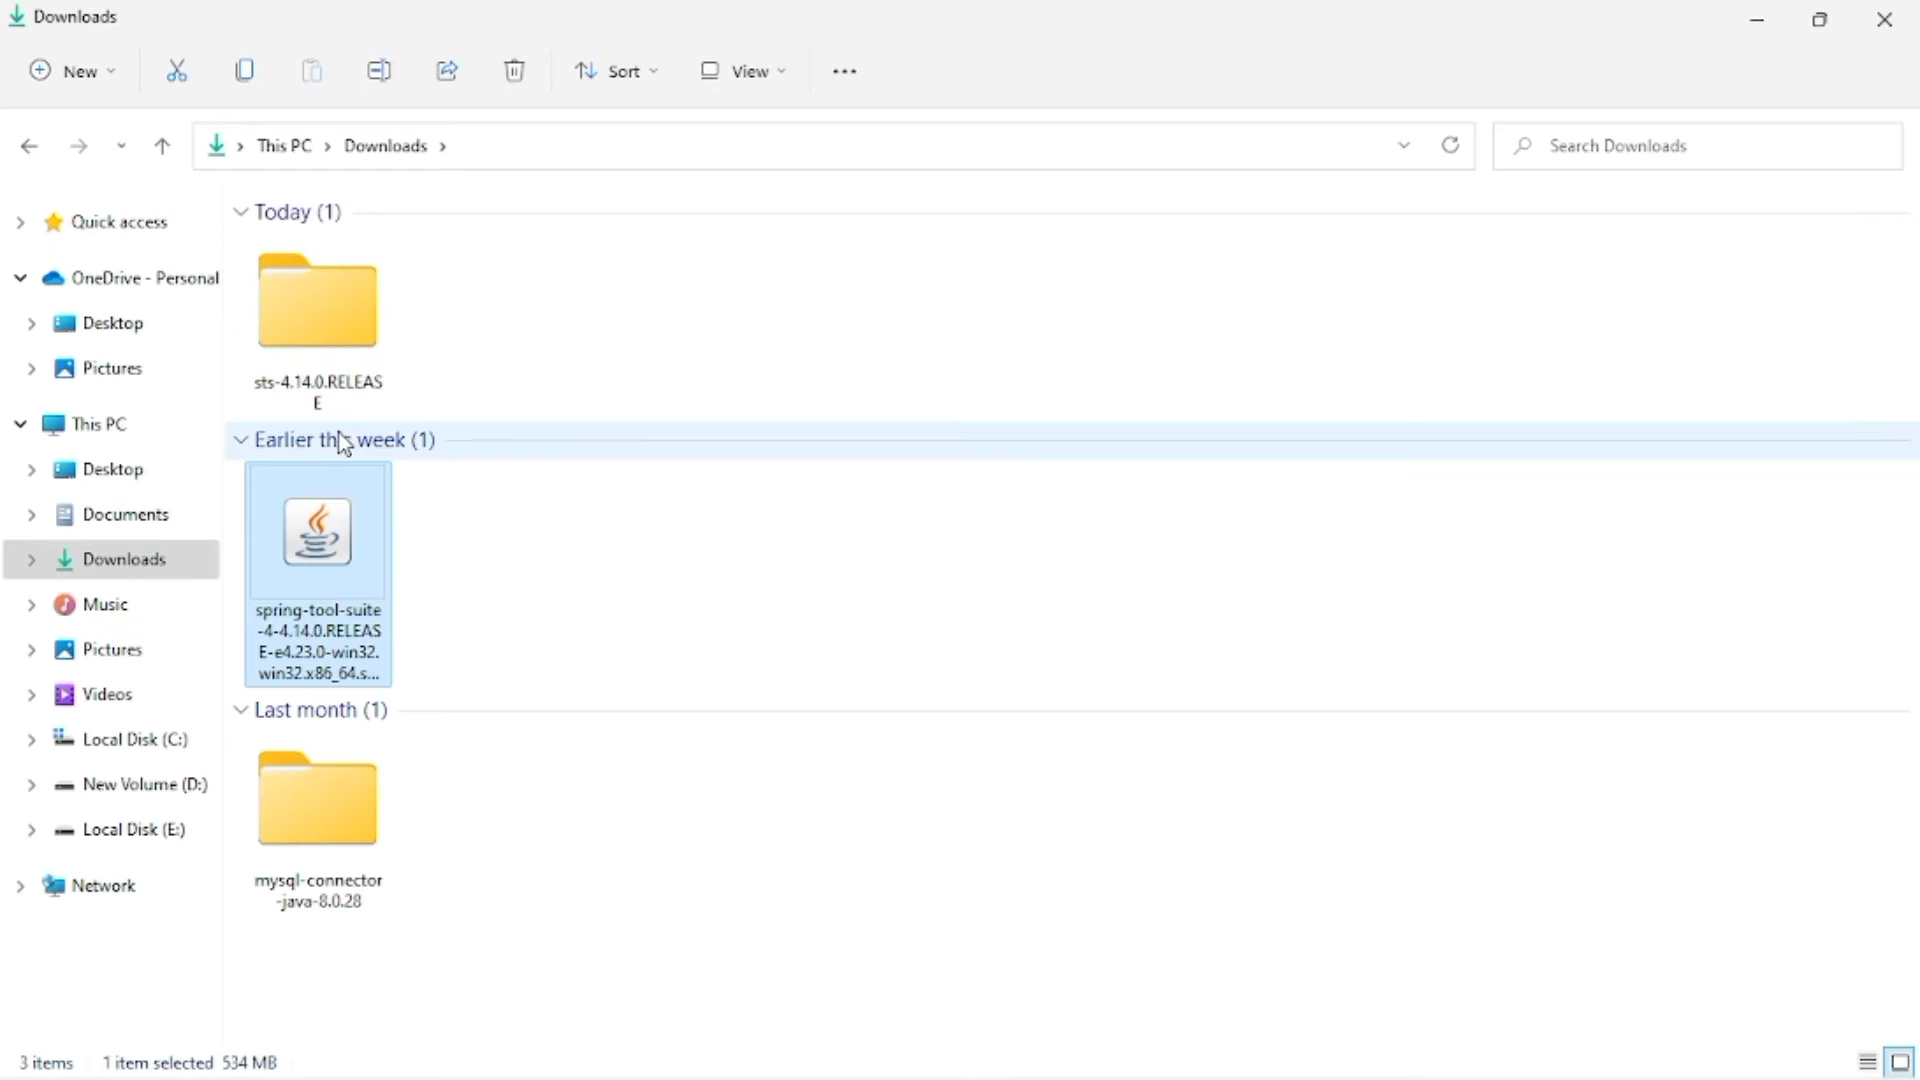 Downloads
New
Sort
View
This PC
Downloads
Search Downloads
Quick access
OneDrive - Personal
Desktop
Pictures
This PC
Desktop
Documents
Downloads
Music
Pictures
Videos
Local Disk (C:)
New Volume (D:)
Local Disk (E:)
Network
Today (1)
sts-4.14.0.RELEAS
E
Earlier this week (1)
spring-tool-suite
-4-4.14.0.RELEAS
E-e4.23.0-win32.
win32.x86_64.s...
Last month (1)
mysql-connector
-java-8.0.28
3 items
1 item selected 534 MB